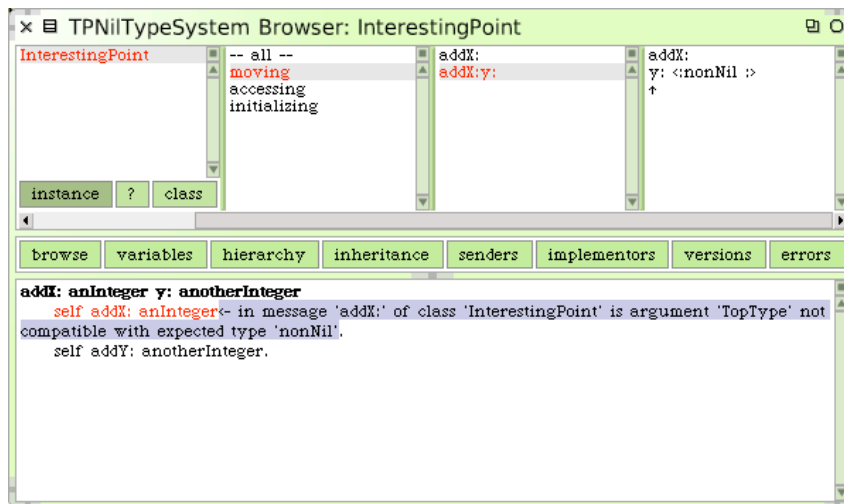 TPNilTypeSystem Browser: InterestingPoint
InterestingPoint
instance ? class
-- all --
moving
accessing
initializing
addX:
addX:y:
addX:
y: <:nonNil :>
↑
browse variables hierarchy inheritance senders implementors versions errors
addX: anInteger y: anotherInteger
self addX: anInteger<- in message 'addX:' of class 'InterestingPoint' is argument 'TopType' not
compatible with expected type 'nonNil'.
self addY: anotherInteger.